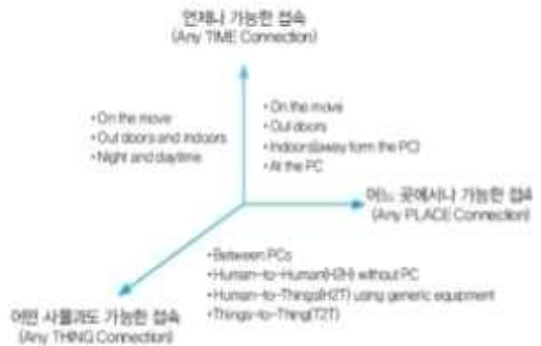 언제나 가능한 접속
(Any TIME Connection)
•On the move
•Out doors and indoors
•Night and daytime
•On the move
•Out doors
•Indoors(away form the PC)
•At the PC
어느 곳에서나 가능한 접속
(Any PLACE Connection)
•Between PCs
•Human-to-Human(H2H) without PC
•Human-to-Things(H2T) using generic equipment
•Things-to-Thing(T2T)
어떤 사물과도 가능한 접속
(Any THING Connection)